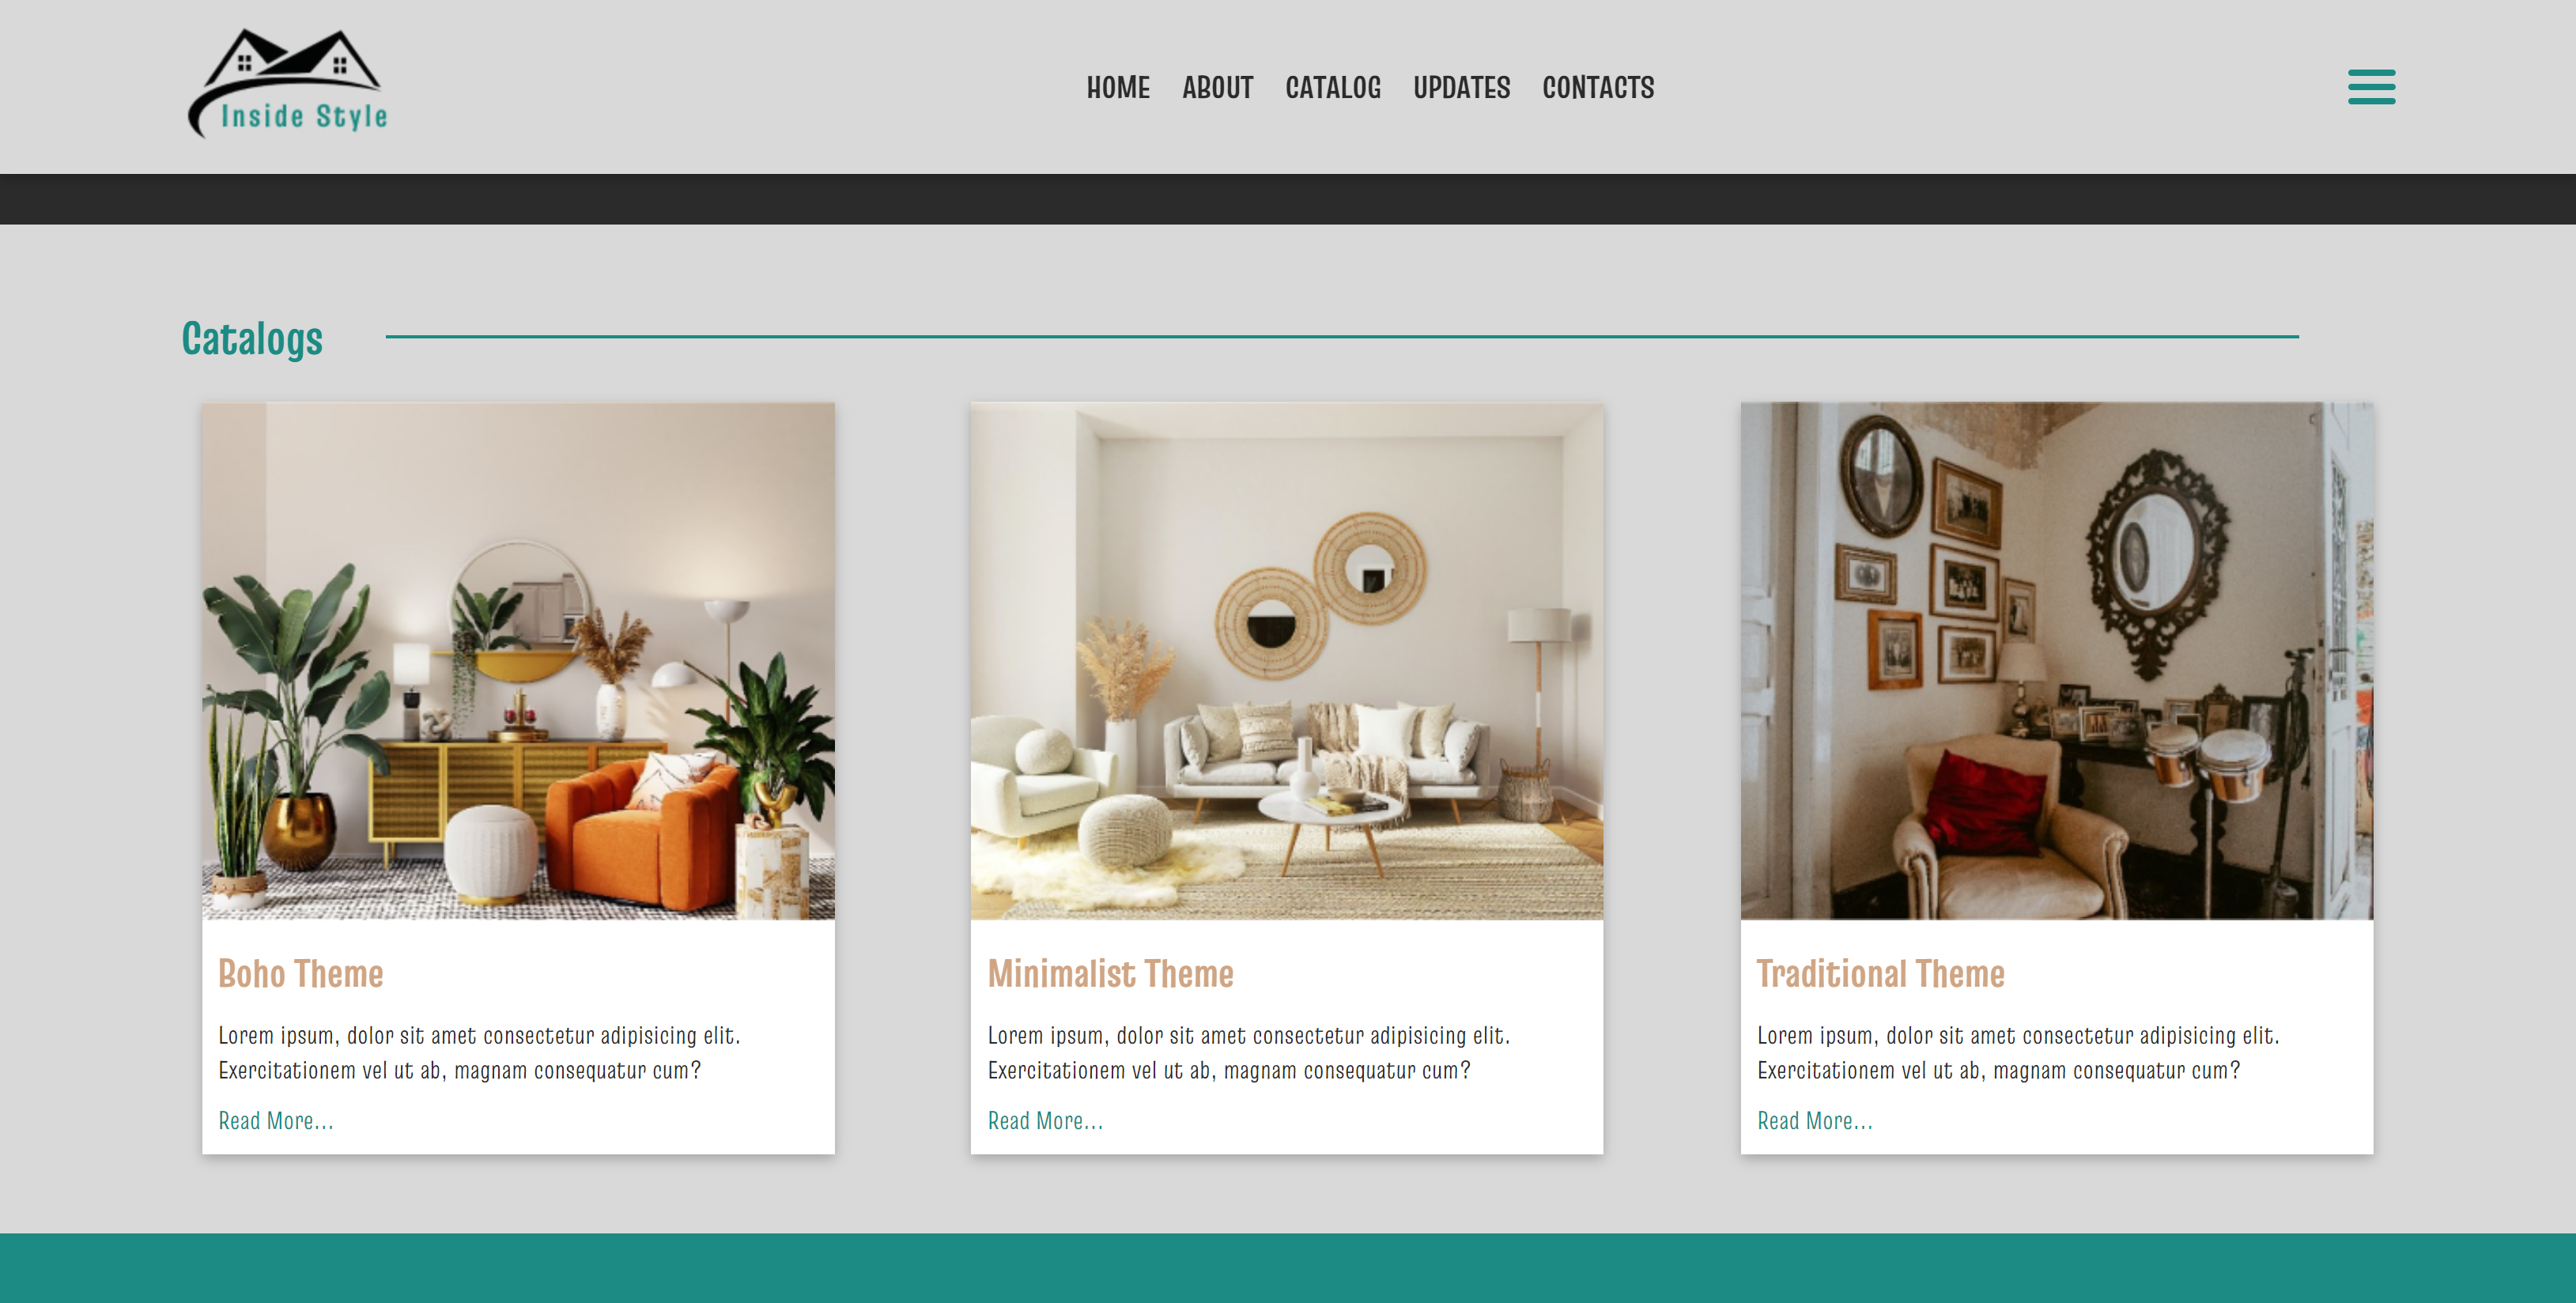 Inside Style
HOME ABOUT CATALOG UPDATES CONTACTS
Catalogs
Boho Theme
Lorem ipsum, dolor sit amet consectetur adipisicing elit.
Exercitationem vel ut ab, magnam consequatur cum?
Read More...
Minimalist Theme
Lorem ipsum, dolor sit amet consectetur adipisicing elit.
Exercitationem vel ut ab, magnam consequatur cum?
Read More...
Traditional Theme
Lorem ipsum, dolor sit amet consectetur adipisicing elit.
Exercitationem vel ut ab, magnam consequatur cum?
Read More...